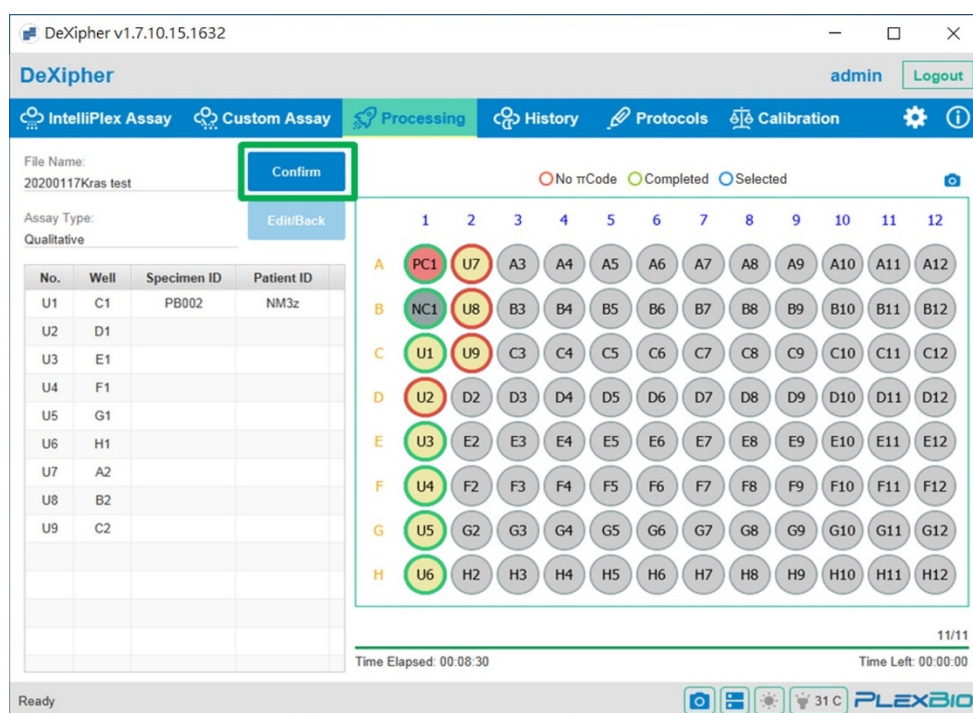 DeXipher v1.7.10.15.1632
DeXipher admin Logout
IntelliPlex Assay Custom Assay Processing History Protocols Calibration
File Name:
20200117Kras test
Confirm
Assay Type:
Qualitative
Edit/Back
No. Well Specimen ID Patient ID
U1 C1 PB002 NM3z
U2 D1
U3 E1
U4 F1
U5 G1
U6 H1
U7 A2
U8 B2
U9 C2
No πCode Completed Selected
1 2 3 4 5 6 7 8 9 10 11 12
A PC1 U7 A3 A4 A5 A6 A7 A8 A9 A10 A11 A12
B NC1 U8 B3 B4 B5 B6 B7 B8 B9 B10 B11 B12
C U1 U9 C3 C4 C5 C6 C7 C8 C9 C10 C11 C12
D U2 D2 D3 D4 D5 D6 D7 D8 D9 D10 D11 D12
E U3 E2 E3 E4 E5 E6 E7 E8 E9 E10 E11 E12
F U4 F2 F3 F4 F5 F6 F7 F8 F9 F10 F11 F12
G U5 G2 G3 G4 G5 G6 G7 G8 G9 G10 G11 G12
H U6 H2 H3 H4 H5 H6 H7 H8 H9 H10 H11 H12
11/11
Time Elapsed: 00:08:30 Time Left: 00:00:00
Ready 31 C PLEXBIO